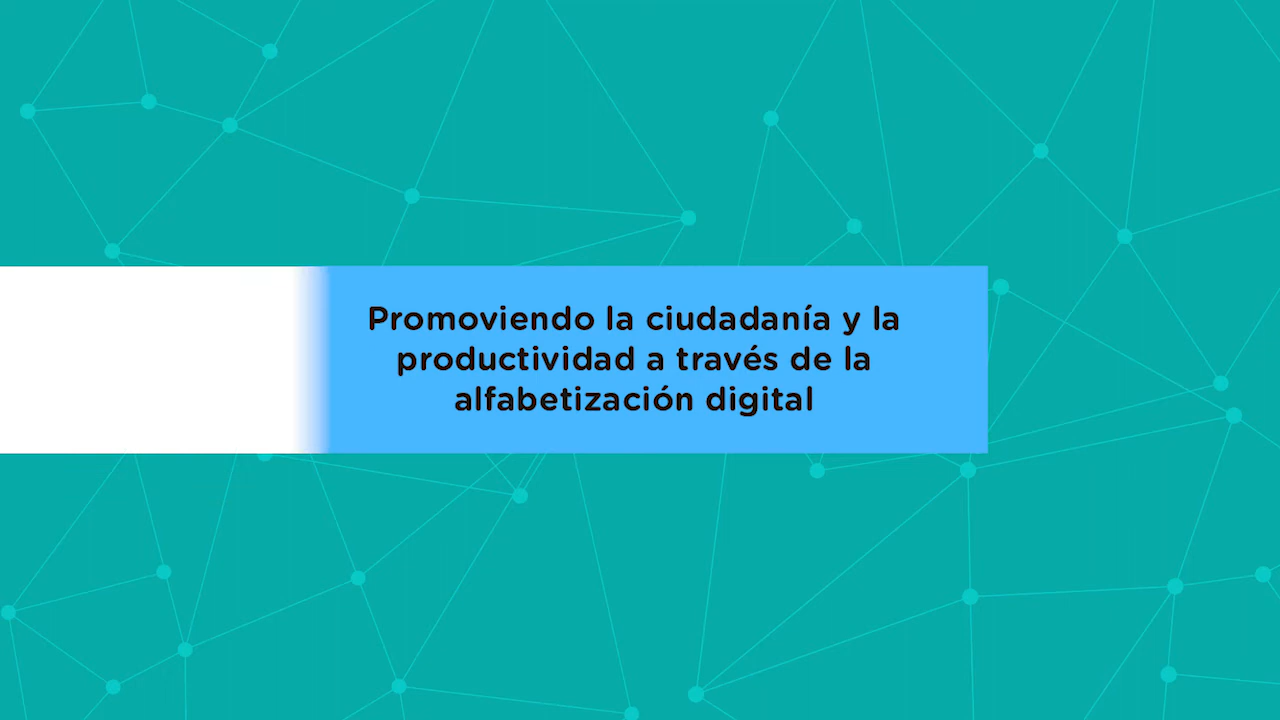 Promoviendo la ciudadanía y la
productividad a través de la
alfabetización digital